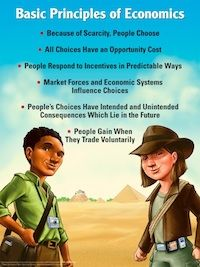 Basic Principles of Economics
• Because of Scarcity, People Choose
• All Choices Have an Opportunity Cost
• People Respond to Incentives in Predictable Ways
• Market Forces and Economic Systems
Influence Choices
• People's Choices Have Intended and Unintended
Consequences Which Lie in the Future
• People Gain When
They Trade Voluntarily